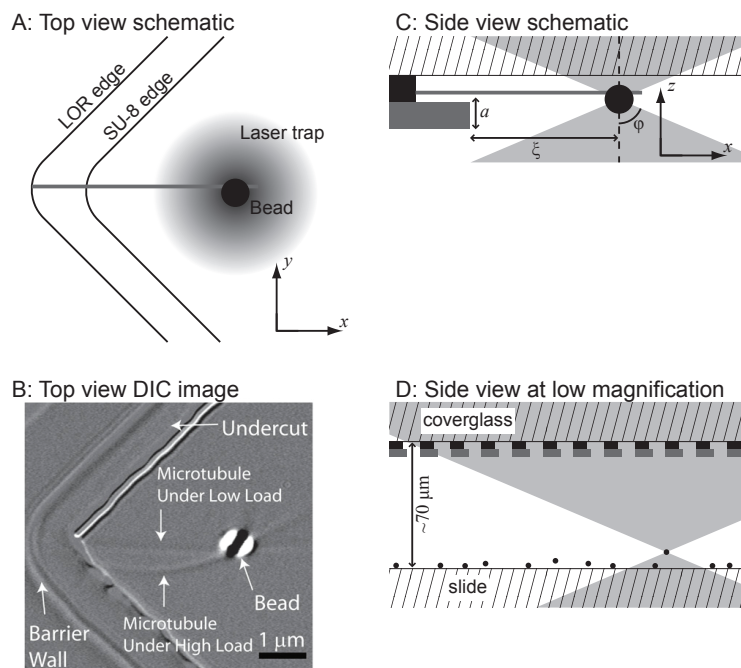 A: Top view schematic
LOR edge
SU-8 edge
Laser trap
Bead
y
x
B: Top view DIC image
Undercut
Microtubule
Under Low Load
Bead
Microtubule
Under High Load
Barrier
Wall
1 μm
C: Side view schematic
z
a
φ
ξ
x
D: Side view at low magnification
coverglass
~70 μm
slide